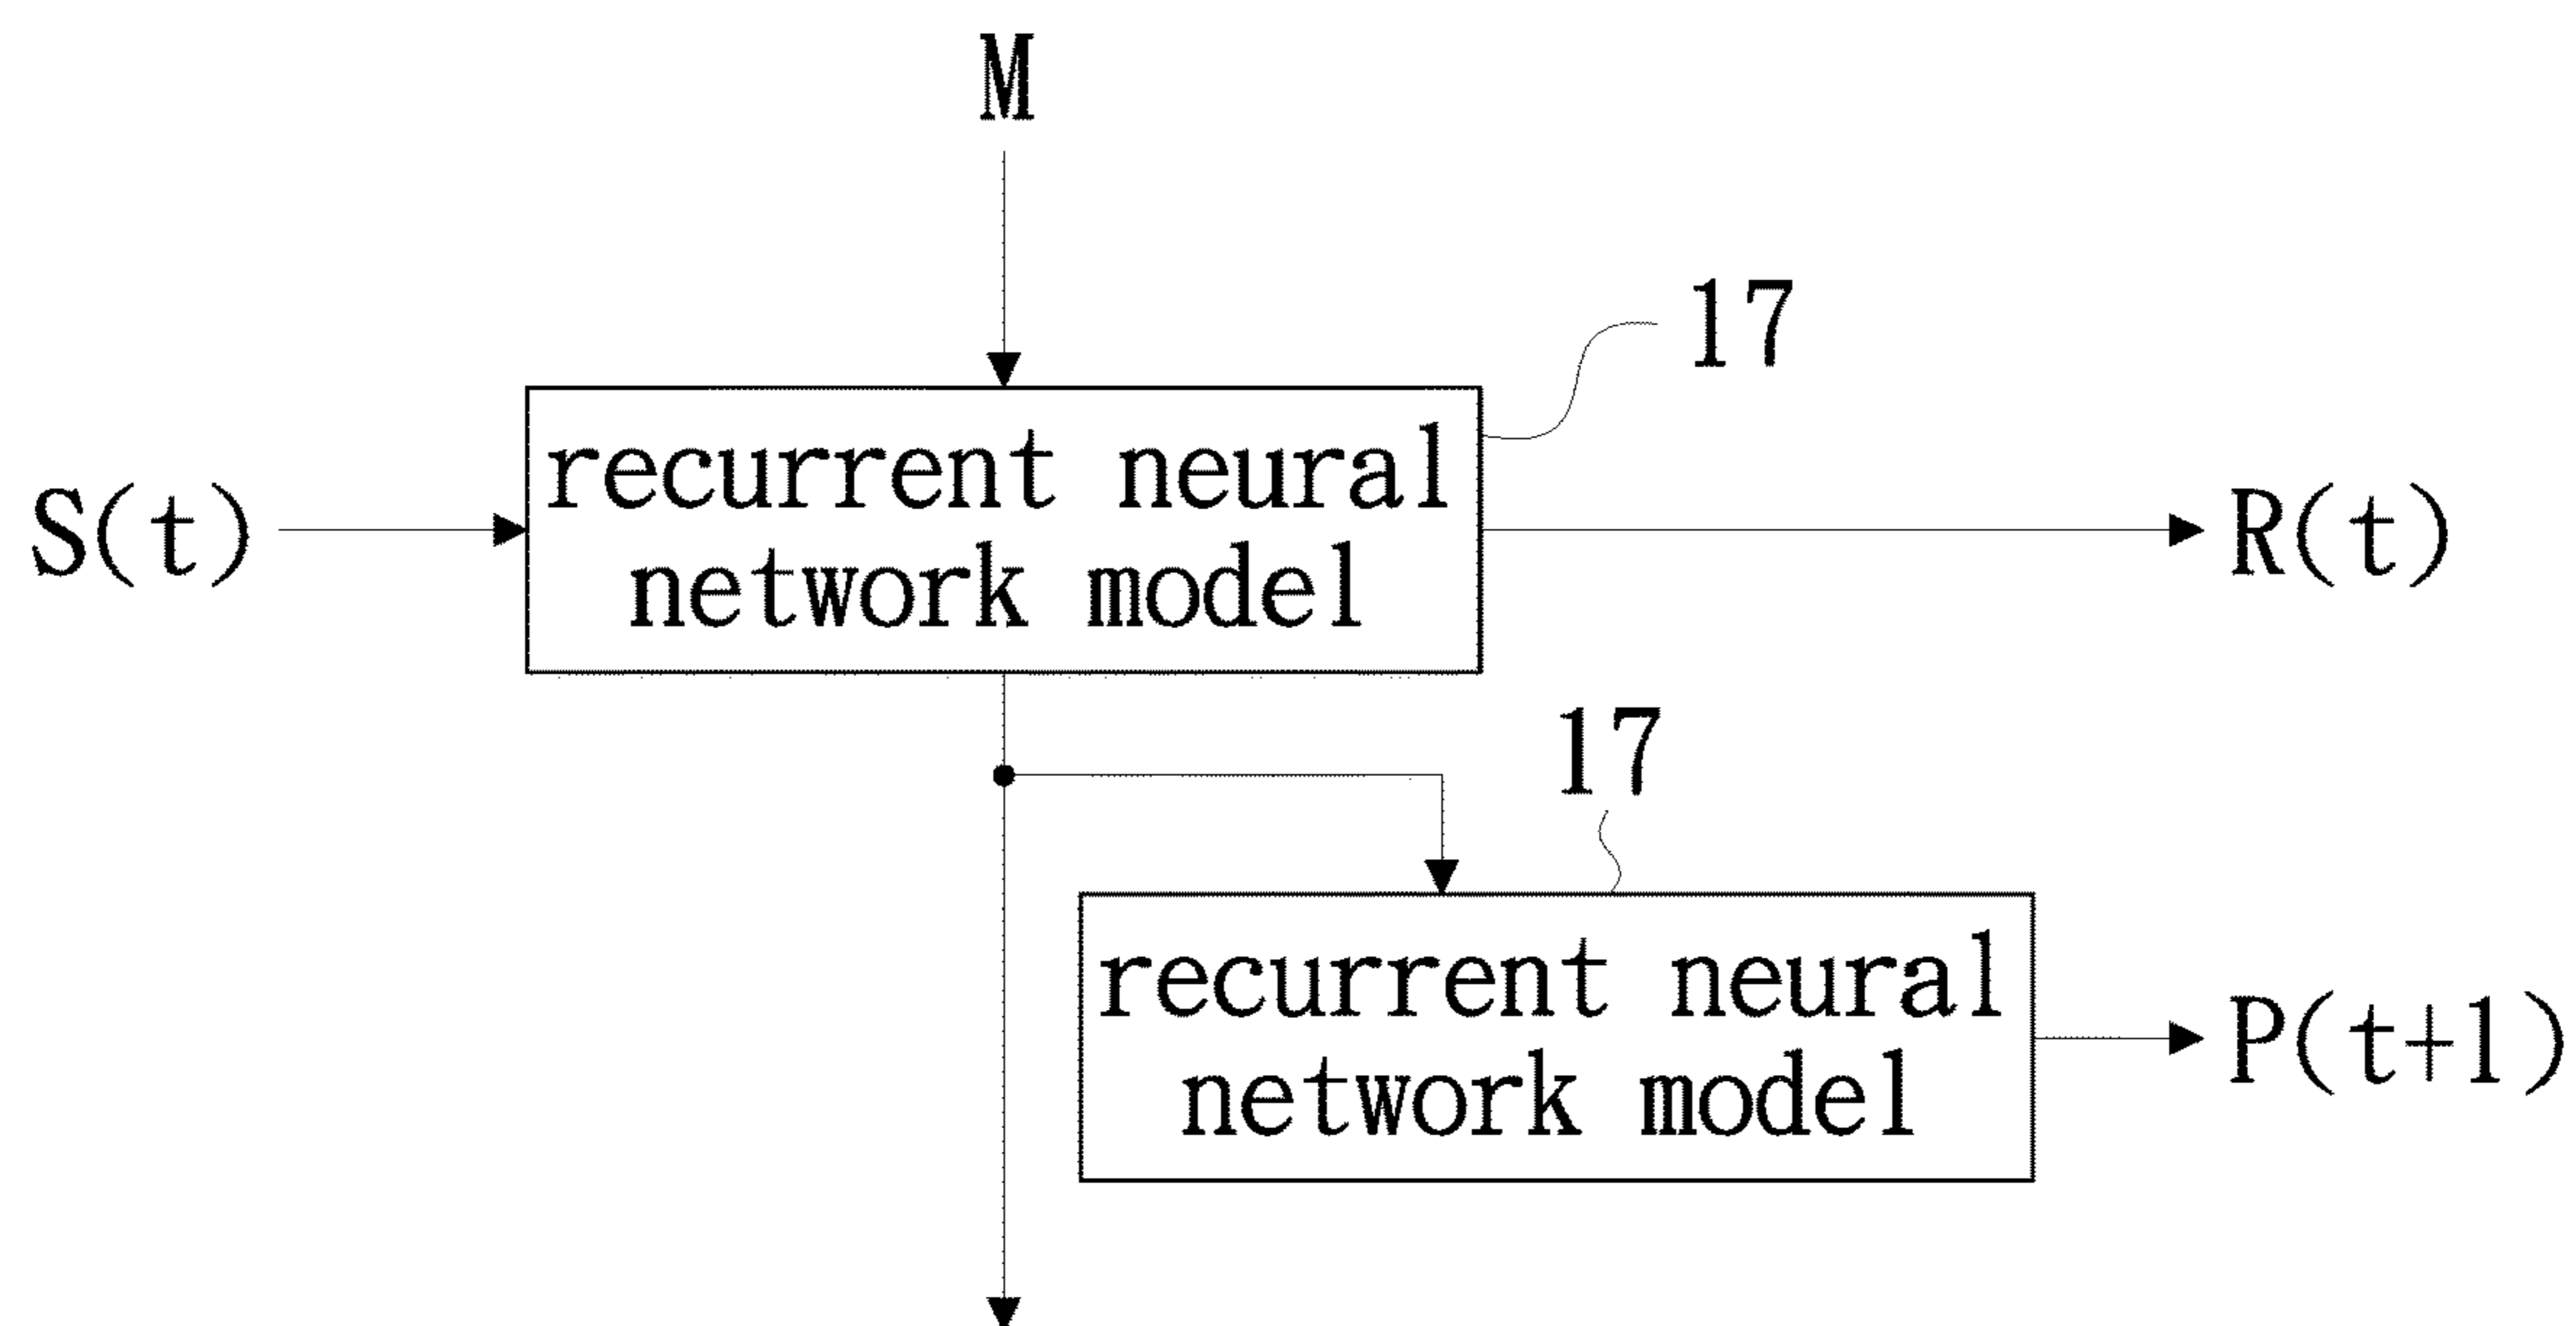 M
17
recurrent neural
network model
S(t)
R(t)
17
recurrent neural
network model
P(t+1)